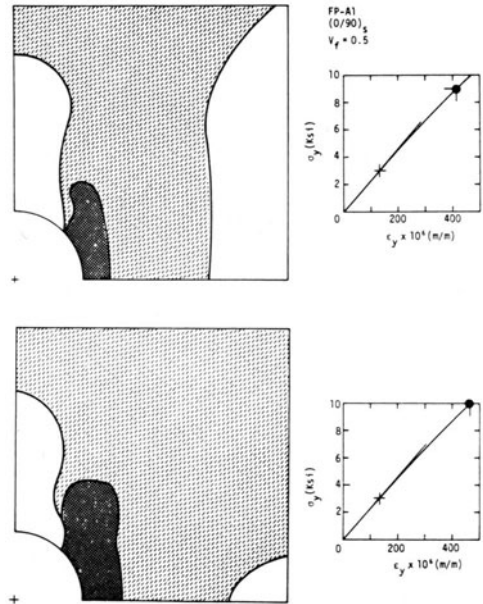 FP-A1
(0/90)s
Vf = 0.5
10
8
6
4
2
σy(Ksi)
0 200 400
εy x 10⁶(m/m)
+
10
8
6
4
2
σy(Ksi)
0 200 400
εy x 10⁶(m/m)
+